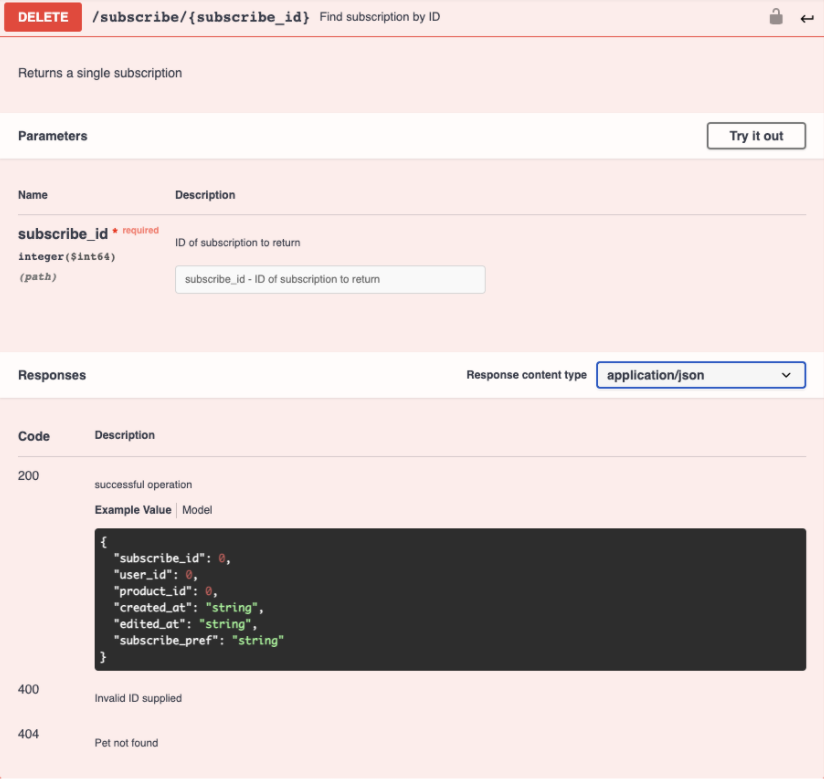 DELETE /subscribe/{subscribe_id} Find subscription by ID
Returns a single subscription
Parameters Try it out
Name Description
subscribe_id * required
integer($int64)
(path)
ID of subscription to return
subscribe_id - ID of subscription to return
Responses Response content type application/json
Code Description
200
successful operation
Example Value Model
{
"subscribe_id": 0,
"user_id": 0,
"product_id": 0,
"created_at": "string",
"edited_at": "string",
"subscribe_pref": "string"
}
400
Invalid ID supplied
404
Pet not found